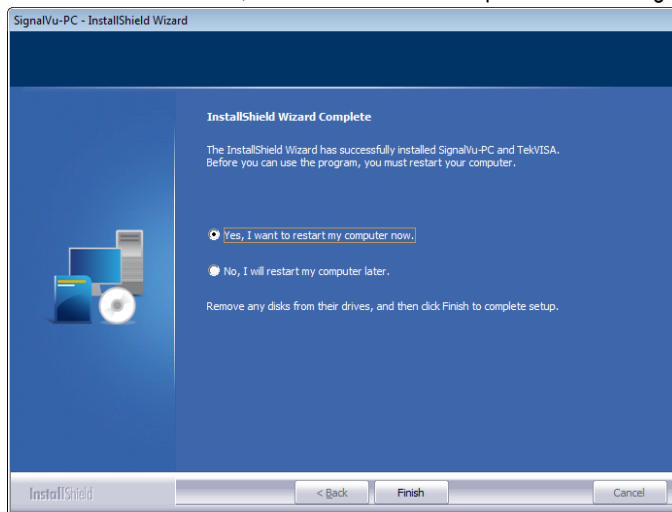 SignalVu-PC - InstallShield Wizard
InstallShield Wizard Complete
The InstallShield Wizard has successfully installed SignalVu-PC and TekVISA.
Before you can use the program, you must restart your computer.
Yes, I want to restart my computer now.
No, I will restart my computer later.
Remove any disks from their drives, and then click Finish to complete setup.
InstallShield
< Back
Finish
Cancel